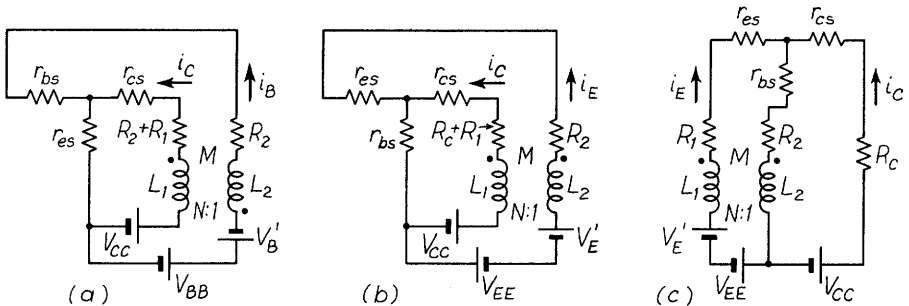 r_bs
r_cs
i_C
i_B
r_es
R_2+R_1
R_2
M
L_1
L_2
N:1
V_CC
V_B'
V_BB
(a)
r_es
r_cs
i_C
i_E
r_bs
R_C+R_1
R_2
M
L_1
L_2
N:1
V_CC
V_E'
V_EE
(b)
r_es
r_cs
r_bs
i_E
i_C
R_1
R_2
R_C
M
L_1
L_2
N:1
V_E'
V_EE
V_CC
(c)